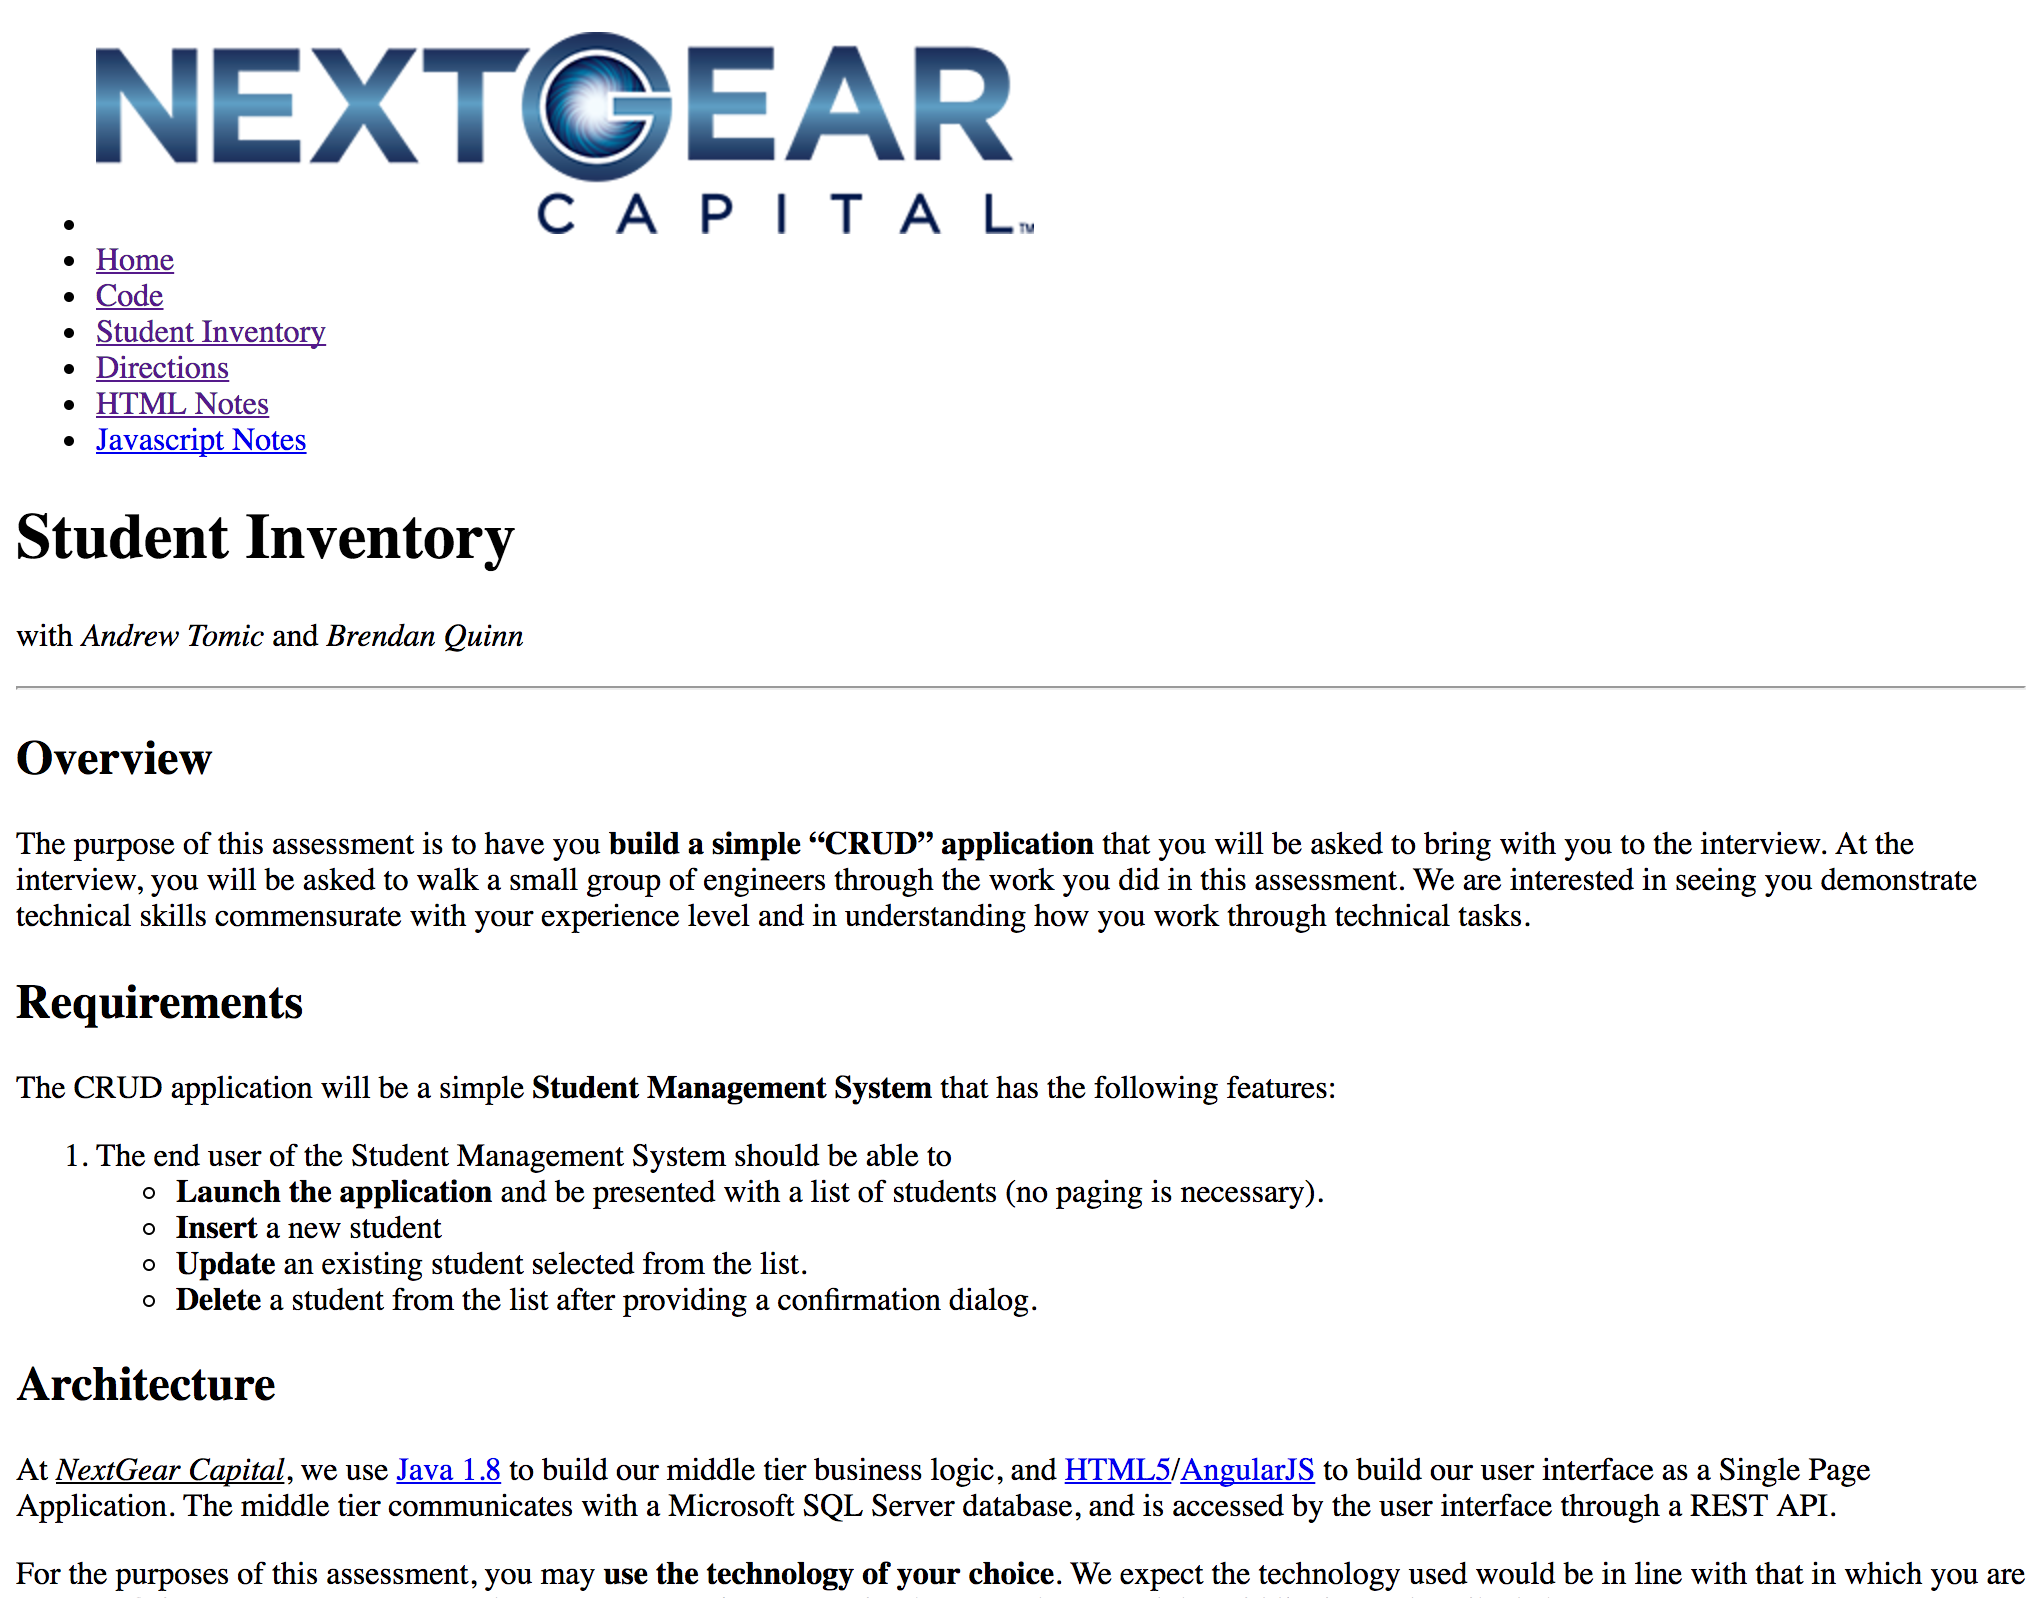 NEXTGEAR
CAPITAL™
Home
Code
Student Inventory
Directions
HTML Notes
Javascript Notes
Student Inventory
with Andrew Tomic and Brendan Quinn
Overview
The purpose of this assessment is to have you build a simple “CRUD” application that you will be asked to bring with you to the interview. At the
interview, you will be asked to walk a small group of engineers through the work you did in this assessment. We are interested in seeing you demonstrate
technical skills commensurate with your experience level and in understanding how you work through technical tasks.
Requirements
The CRUD application will be a simple Student Management System that has the following features:
1. The end user of the Student Management System should be able to
Launch the application and be presented with a list of students (no paging is necessary).
Insert a new student
Update an existing student selected from the list.
Delete a student from the list after providing a confirmation dialog.
Architecture
At NextGear Capital, we use Java 1.8 to build our middle tier business logic, and HTML5/AngularJS to build our user interface as a Single Page
Application. The middle tier communicates with a Microsoft SQL Server database, and is accessed by the user interface through a REST API.
For the purposes of this assessment, you may use the technology of your choice. We expect the technology used would be in line with that in which you are